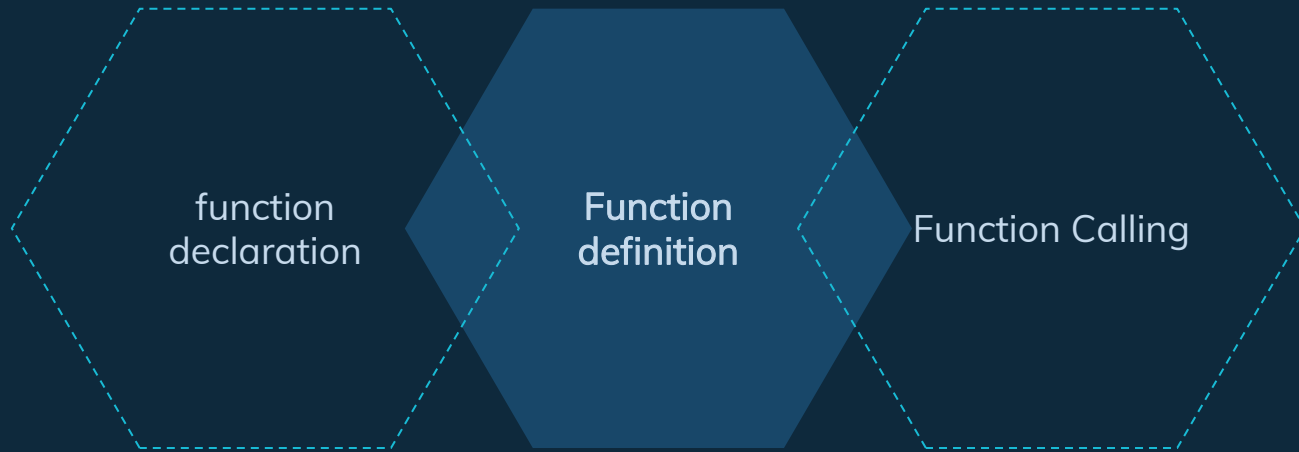 function
declaration
Function
definition
Function Calling